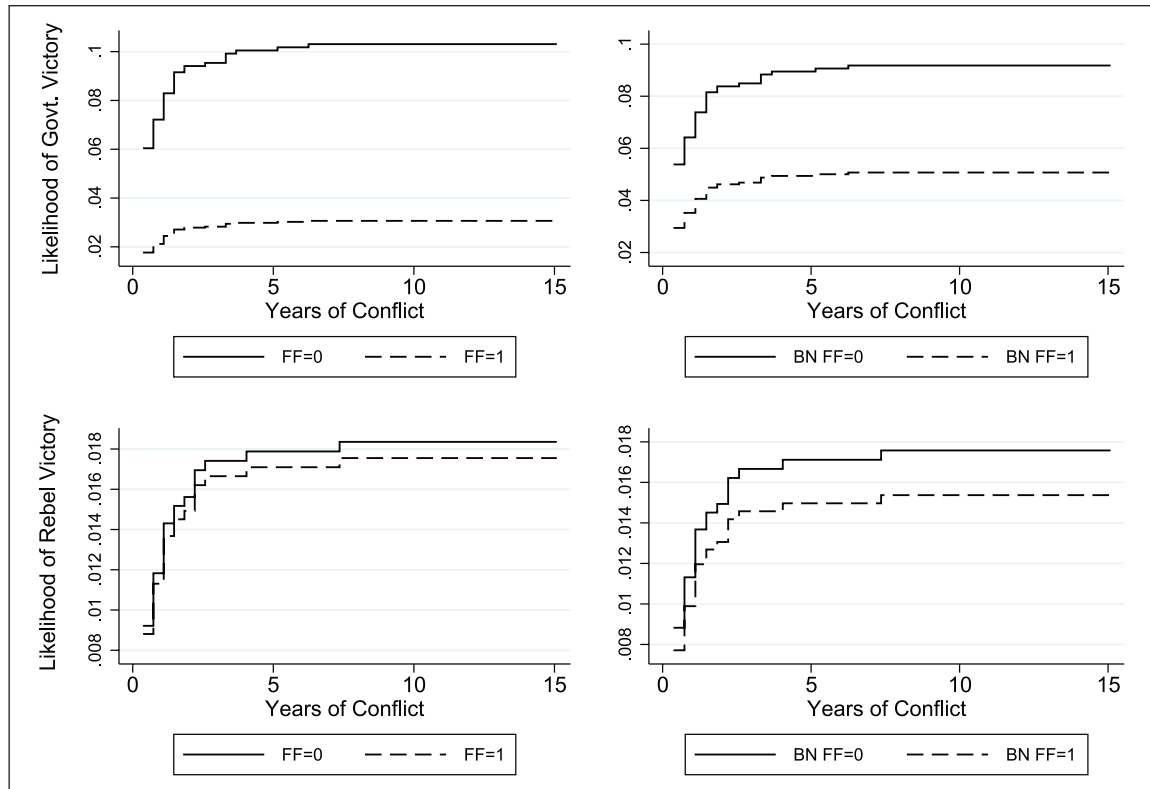 Likelihood of Govt. Victory
.1
.08
.06
.04
.02
0 5 10 15
Years of Conflict
FF=0 FF=1
.1
.08
.06
.04
.02
0 5 10 15
Years of Conflict
BN FF=0 BN FF=1
Likelihood of Rebel Victory
.018
.016
.014
.012
.01
.008
0 5 10 15
Years of Conflict
FF=0 FF=1
.018
.016
.014
.012
.01
.008
0 5 10 15
Years of Conflict
BN FF=0 BN FF=1